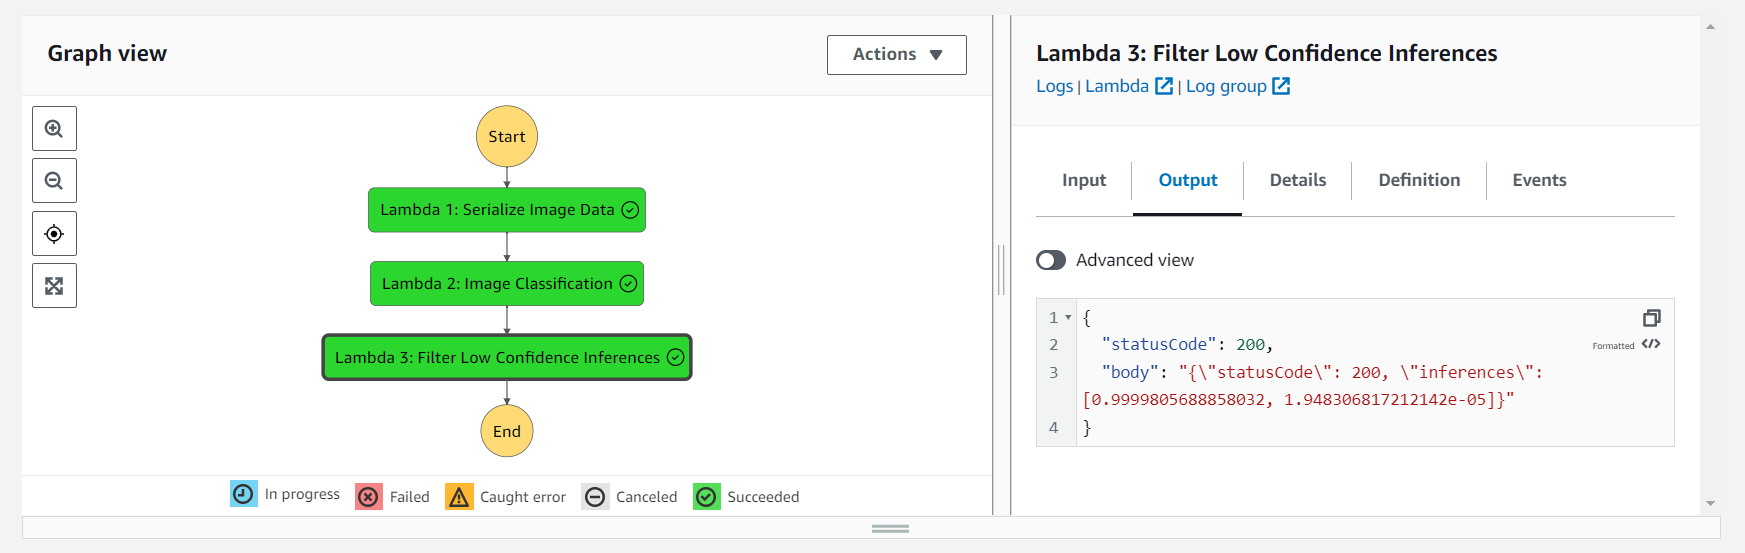 Graph view
Actions
Start
Lambda 1: Serialize Image Data
Lambda 2: Image Classification
Lambda 3: Filter Low Confidence Inferences
End
In progress
Failed
Caught error
Canceled
Succeeded
Lambda 3: Filter Low Confidence Inferences
Logs | Lambda | Log group
Input
Output
Details
Definition
Events
Advanced view
1 {
2 "statusCode": 200,
Formatted
3 "body": "{\"statusCode\": 200, \"inferences\":
[0.9999805688858032, 1.948306817212142e-05]}"
4 }